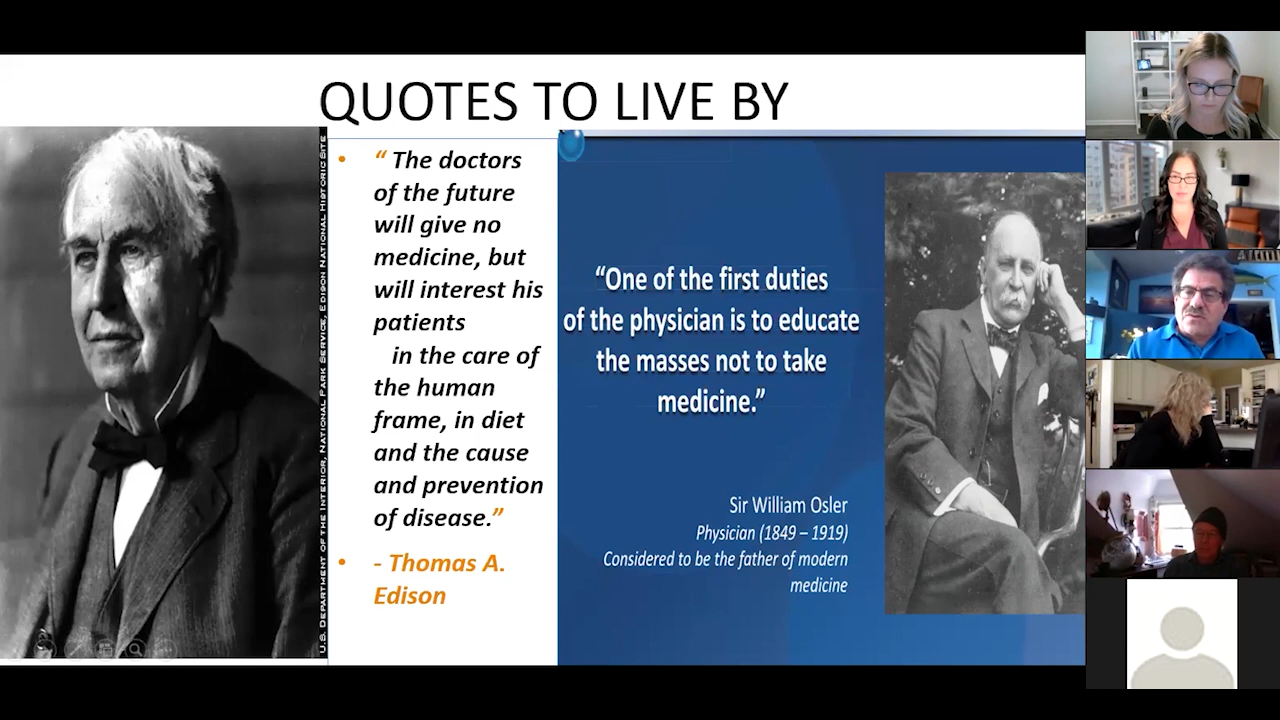 QUOTES TO LIVE BY
U.S. DEPARTMENT OF THE INTERIOR, NATIONAL PARK SERVICE, EDISON NATIONAL HISTORIC SITE
• “ The doctors
of the future
will give no
medicine, but
will interest his
patients
in the care of
the human
frame, in diet
and the cause
and prevention
of disease.”
• - Thomas A.
Edison
“One of the first duties
of the physician is to educate
the masses not to take
medicine.”
Sir William Osler
Physician (1849 – 1919)
Considered to be the father of modern
medicine